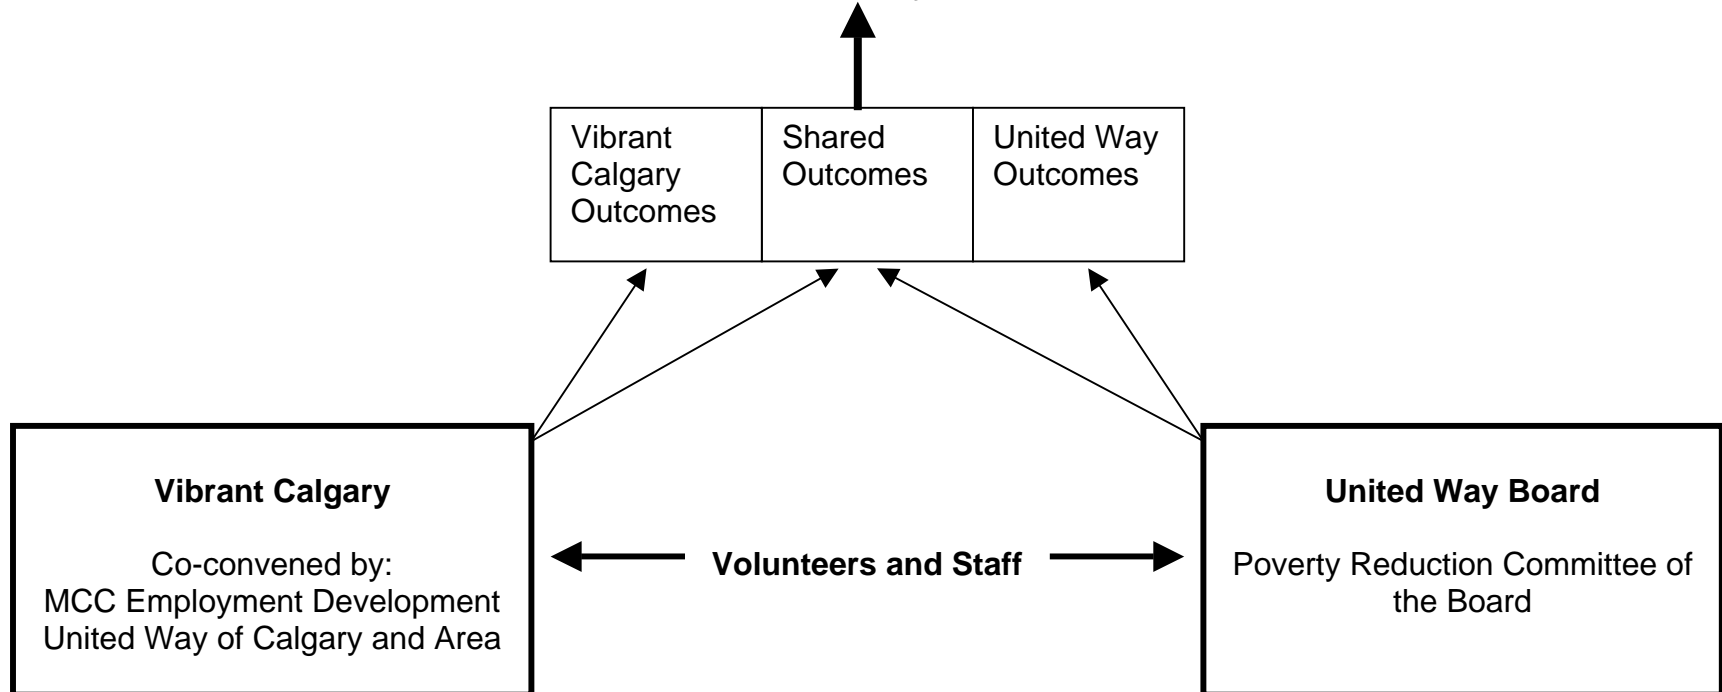 Vibrant
Calgary
Outcomes
Shared
Outcomes
United Way
Outcomes
Vibrant Calgary
Co-convened by:
MCC Employment Development
United Way of Calgary and Area
Volunteers and Staff
United Way Board
Poverty Reduction Committee of
the Board